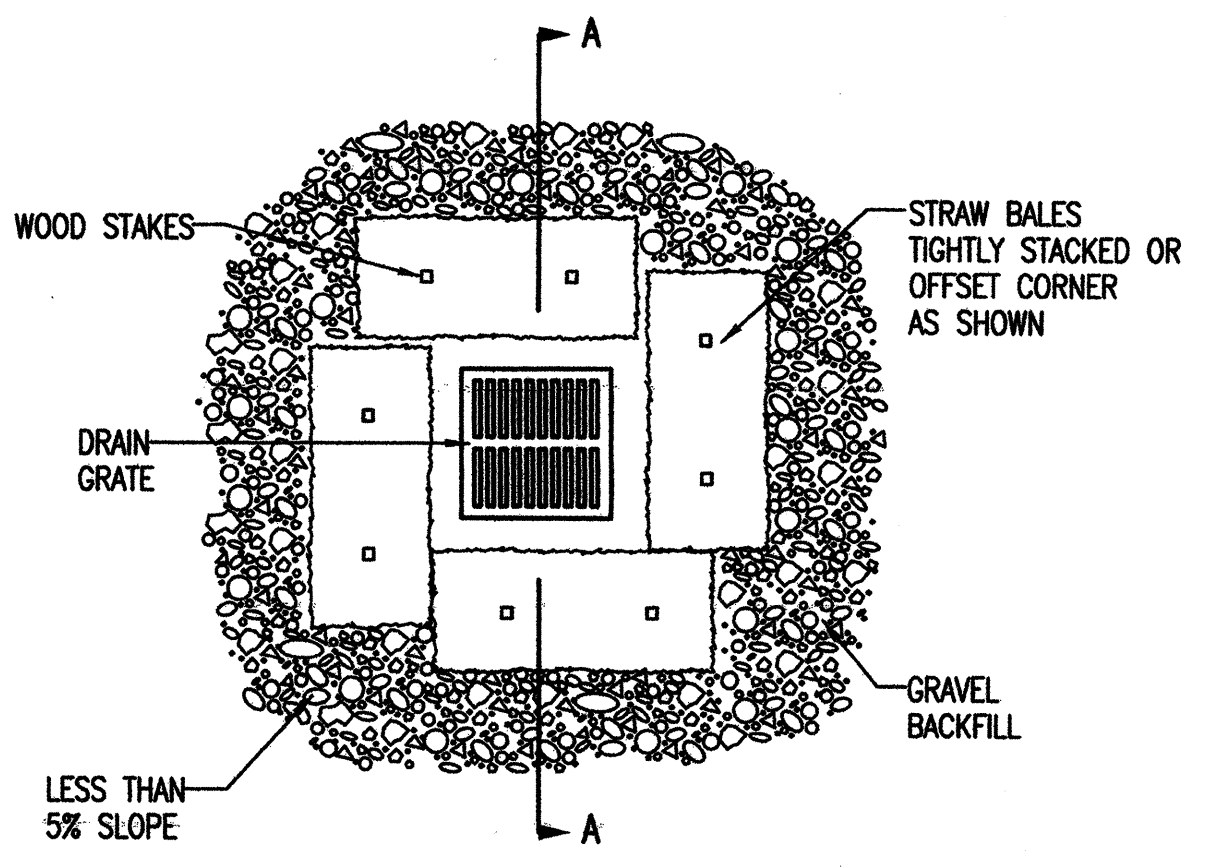 A
WOOD STAKES
STRAW BALES
TIGHTLY STACKED OR
OFFSET CORNER
AS SHOWN
DRAIN
GRATE
GRAVEL
BACKFILL
LESS THAN
5% SLOPE
A